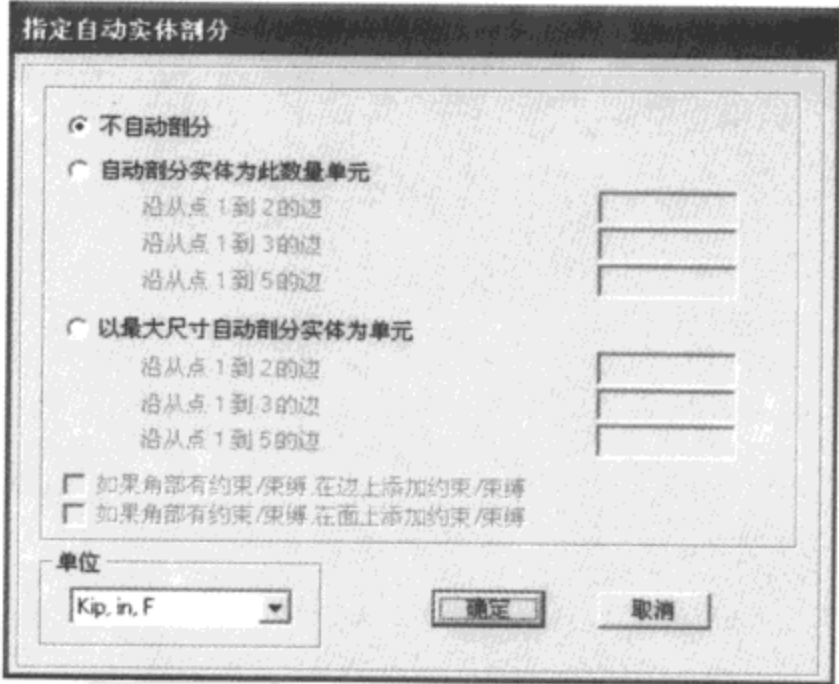 指定自动实体剖分
不自动剖分
自动剖分实体为此数量单元
沿从点 1 到 2 的边
沿从点 1 到 3 的边
沿从点 1 到 5 的边
以最大尺寸自动剖分实体为单元
沿从点 1 到 2 的边
沿从点 1 到 3 的边
沿从点 1 到 5 的边
如果角部有约束/束缚 在边上添加约束/束缚
如果角部有约束/束缚 在面上添加约束/束缚
单位
Kip, in, F
确定 取消